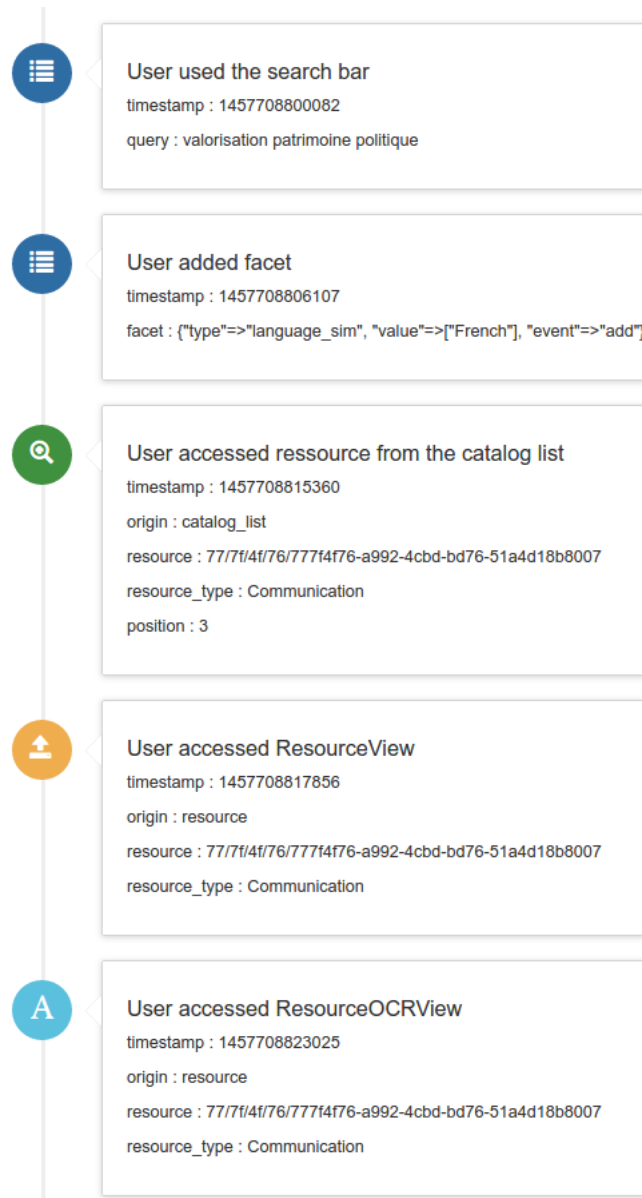 User used the search bar
timestamp : 1457708800082
query : valorisation patrimoine politique
User added facet
timestamp : 1457708806107
facet : {"type"=>"language_sim", "value"=>["French"], "event"=>"add"}
User accessed ressource from the catalog list
timestamp : 1457708815360
origin : catalog_list
resource : 77/7f/4f/76/777f4f76-a992-4cbd-bd76-51a4d18b8007
resource_type : Communication
position : 3
User accessed ResourceView
timestamp : 1457708817856
origin : resource
resource : 77/7f/4f/76/777f4f76-a992-4cbd-bd76-51a4d18b8007
resource_type : Communication
A
User accessed ResourceOCRView
timestamp : 1457708823025
origin : resource
resource : 77/7f/4f/76/777f4f76-a992-4cbd-bd76-51a4d18b8007
resource_type : Communication